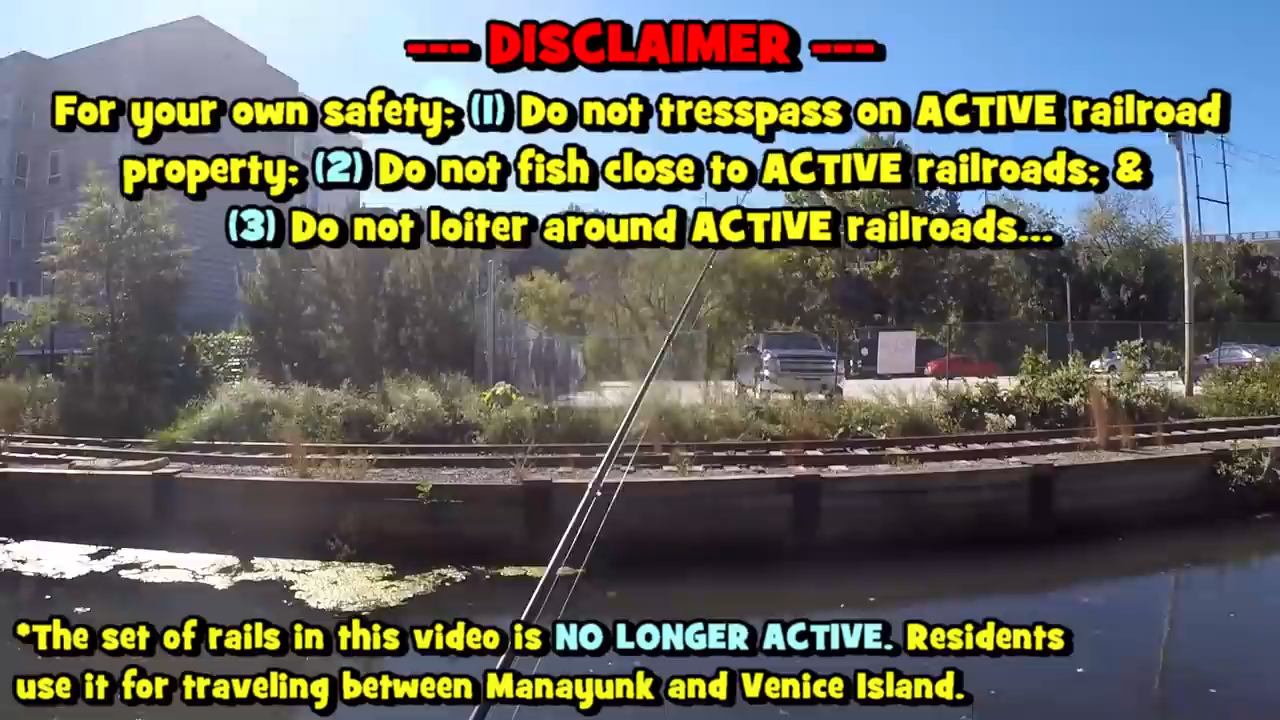 --- DISCLAIMER ---
For your own safety; (1) Do not tresspass on ACTIVE railroad
property; (2) Do not fish close to ACTIVE railroads; &
(3) Do not loiter around ACTIVE railroads...
*The set of rails in this video is NO LONGER ACTIVE. Residents
use it for traveling between Manayunk and Venice Island.